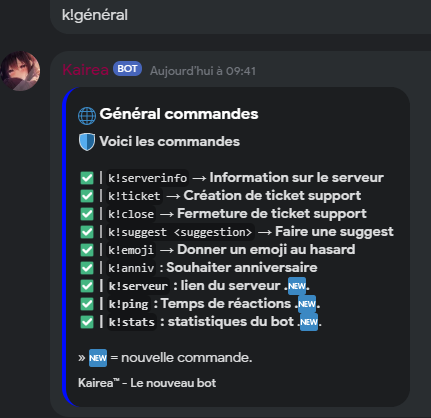 k!général
Kairea BOT Aujourd'hui à 09:41
🌐 Général commandes
🛡️ Voici les commandes
✅ | k!serverinfo → Information sur le serveur
✅ | k!ticket → Création de ticket support
✅ | k!close → Fermeture de ticket support
✅ | k!suggest <suggestion> → Faire une suggest
✅ | k!emoji → Donner un emoji au hasard
✅ | k!anniv : Souhaiter anniversaire
✅ | k!serveur : lien du serveur .NEW.
✅ | k!ping : Temps de réactions .NEW.
✅ | k!stats : statistiques du bot .NEW.
» NEW = nouvelle commande.
Kairea™ - Le nouveau bot